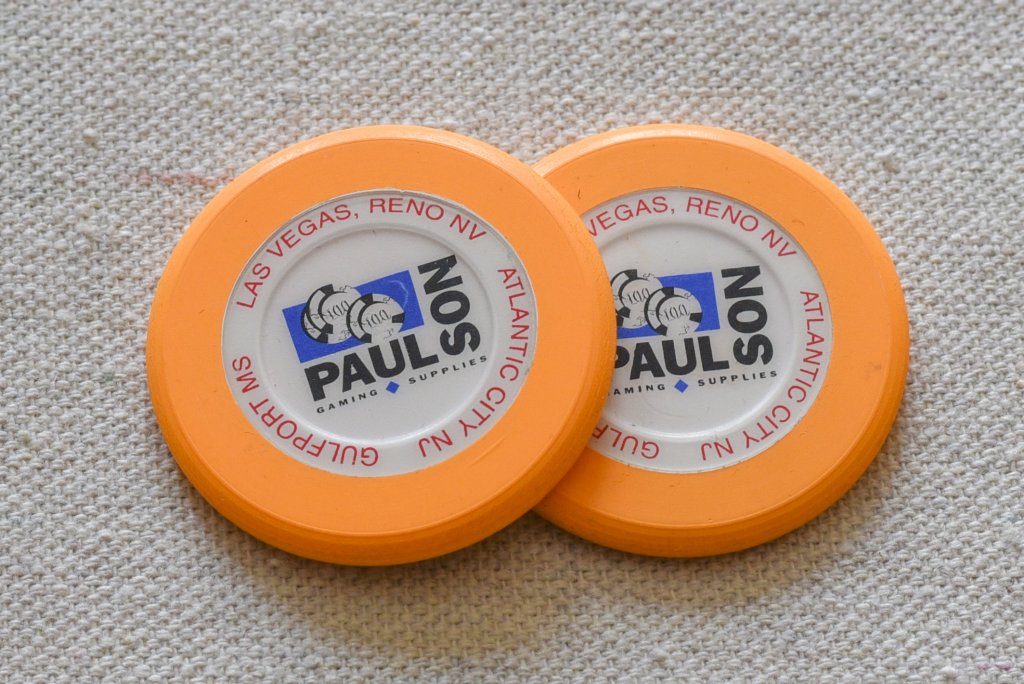 LAS VEGAS, RENO NV
ATLANTIC CITY NJ
GULFPORT MS
100
100
PAULSON
GAMING SUPPLIES
VEGAS, RENO NV
ATLANTIC CITY NJ
GULF
100
PAULSON
GAMING SUPPLIES